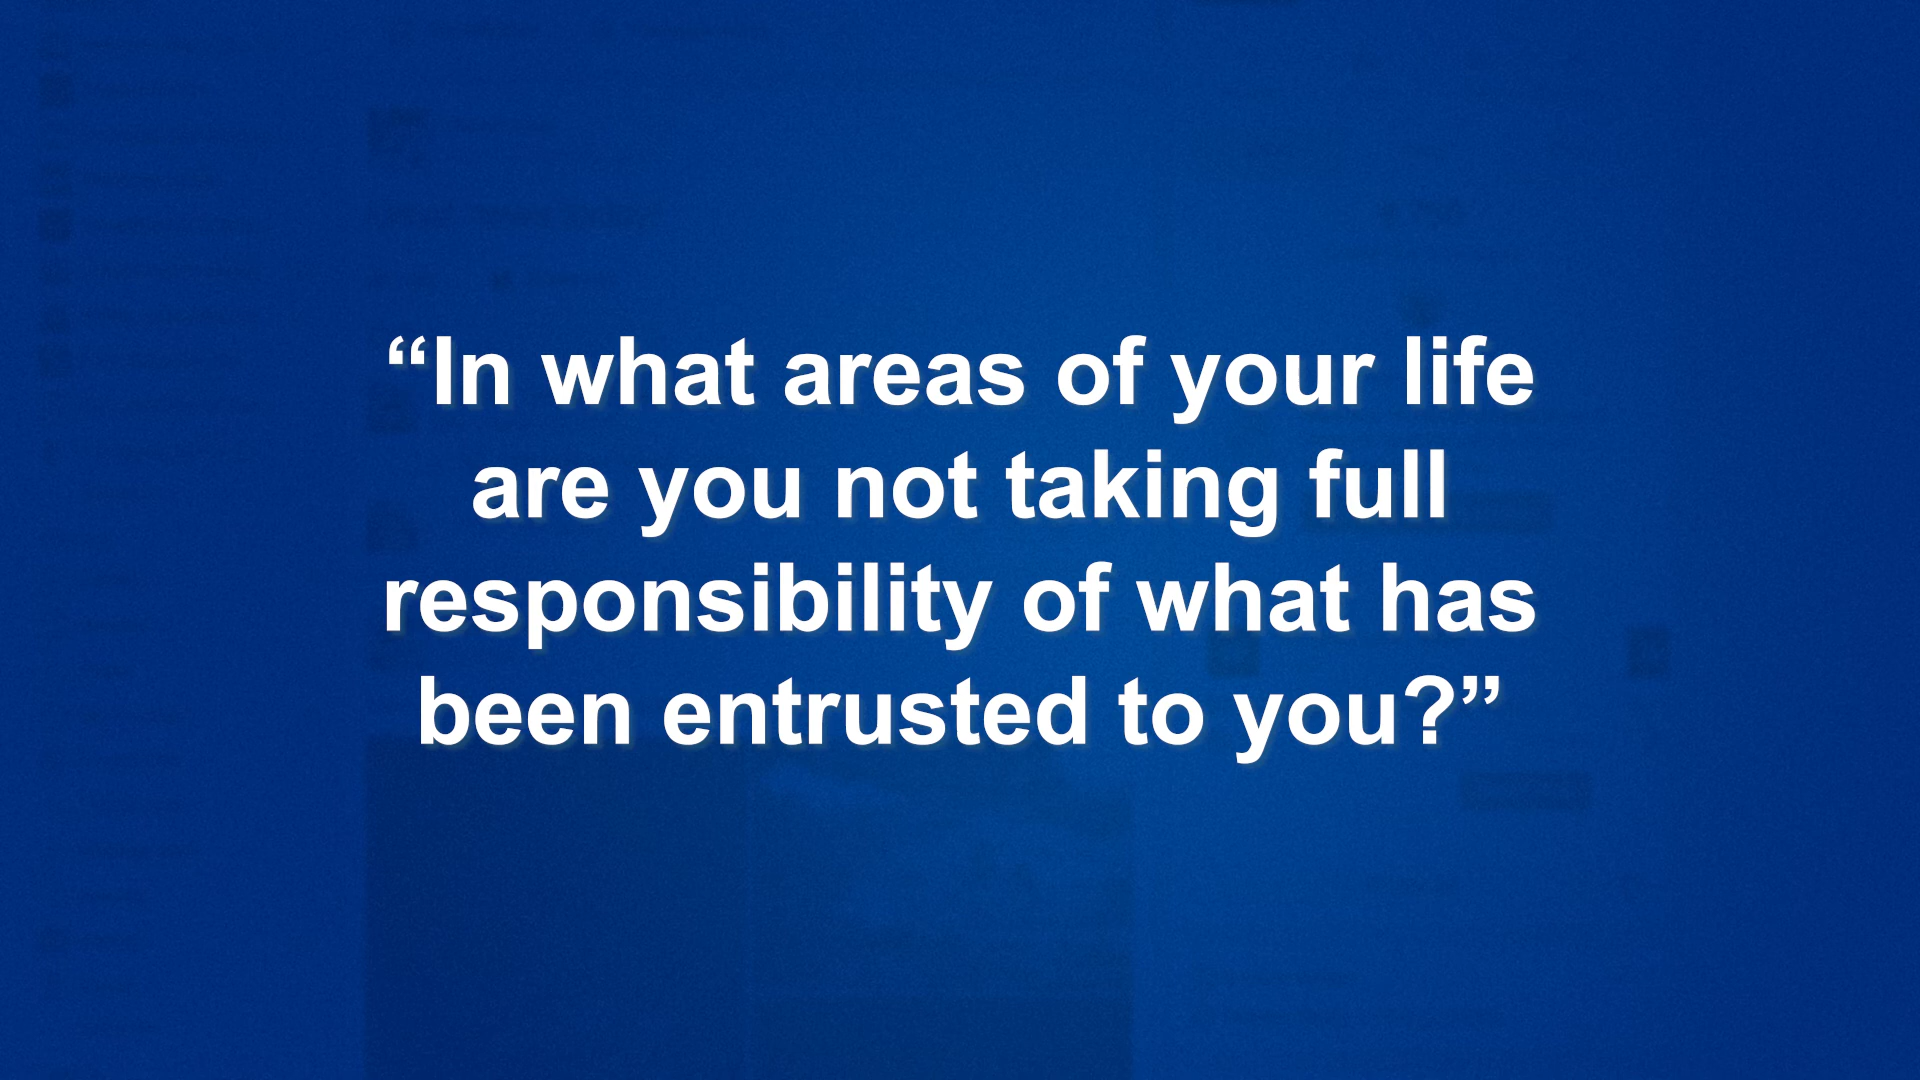 “In what areas of your life
are you not taking full
responsibility of what has
been entrusted to you?”